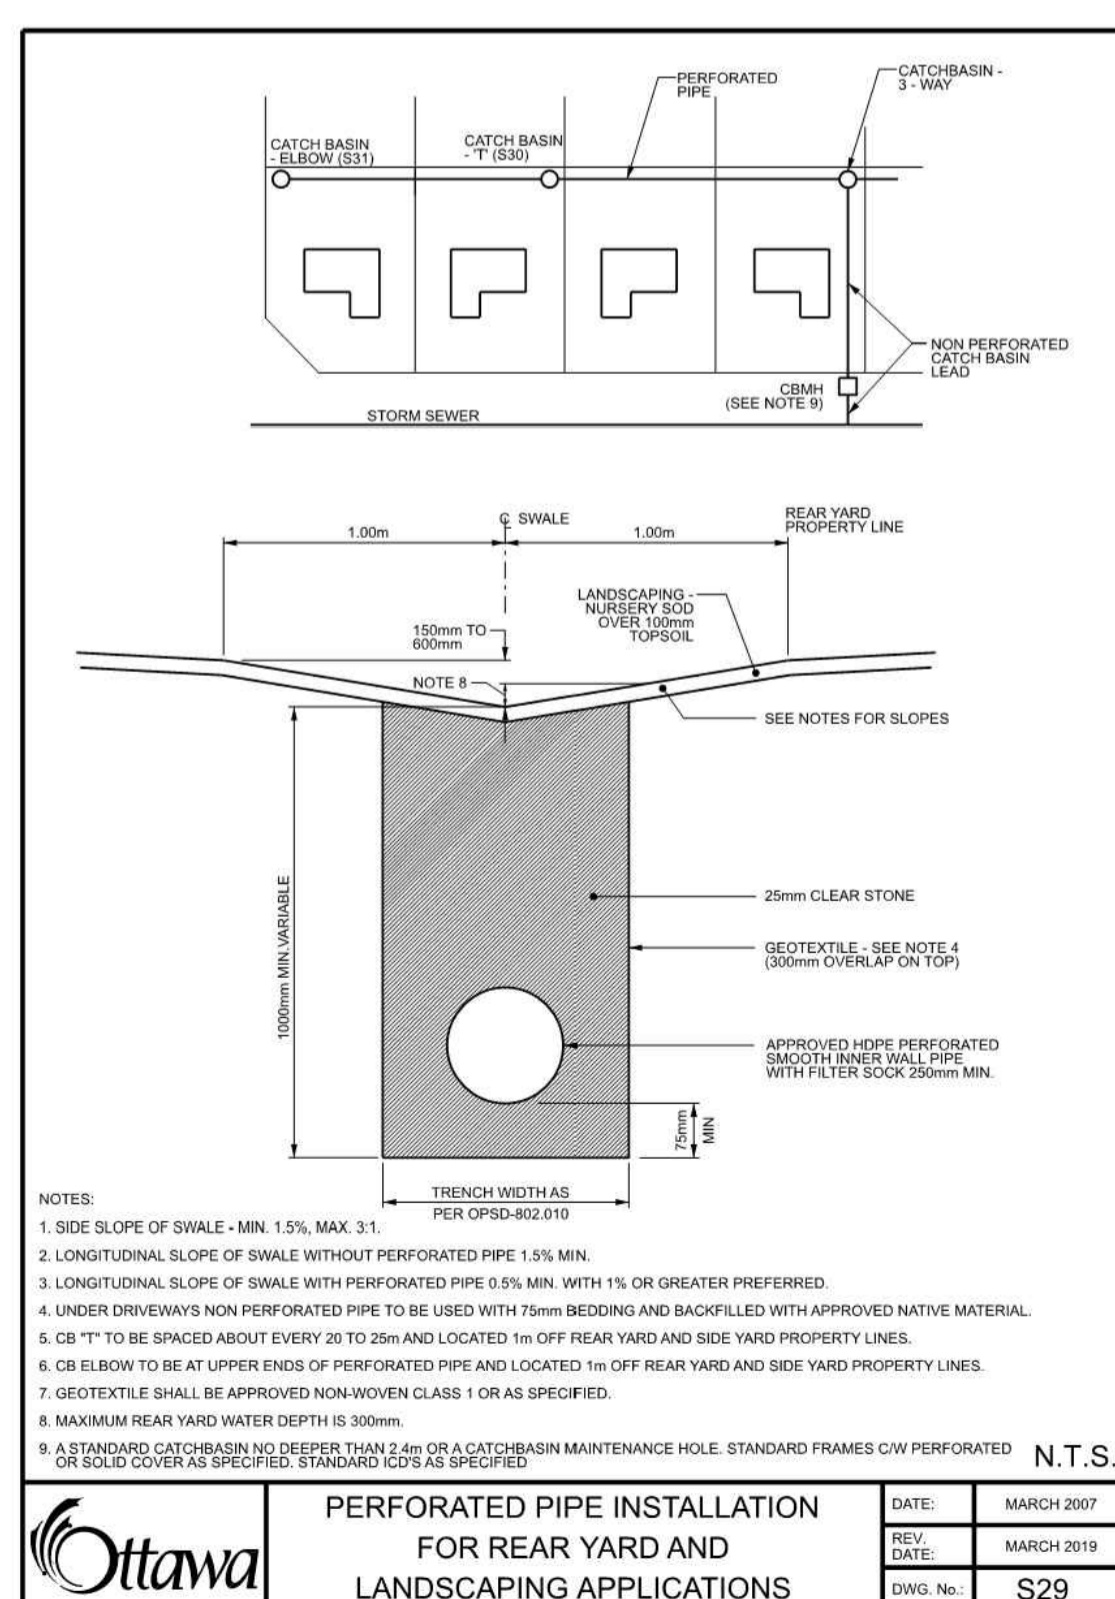 PERFORATED
PIPE
CATCHBASIN -
3 - WAY
CATCH BASIN
- ELBOW (S31)
CATCH BASIN
- 'T' (S30)
NON PERFORATED
CATCH BASIN
LEAD
CBMH
(SEE NOTE 9)
STORM SEWER
℄ SWALE
REAR YARD
PROPERTY LINE
1.00m
1.00m
LANDSCAPING -
NURSERY SOD
OVER 100mm
TOPSOIL
150mm TO
600mm
NOTE 8
SEE NOTES FOR SLOPES
1000mm MIN.VARIABLE
25mm CLEAR STONE
GEOTEXTILE - SEE NOTE 4
(300mm OVERLAP ON TOP)
APPROVED HDPE PERFORATED
SMOOTH INNER WALL PIPE
WITH FILTER SOCK 250mm MIN.
75mm
MIN
TRENCH WIDTH AS
PER OPSD-802.010
NOTES:
1. SIDE SLOPE OF SWALE - MIN. 1.5%, MAX. 3:1.
2. LONGITUDINAL SLOPE OF SWALE WITHOUT PERFORATED PIPE 1.5% MIN.
3. LONGITUDINAL SLOPE OF SWALE WITH PERFORATED PIPE 0.5% MIN. WITH 1% OR GREATER PREFERRED.
4. UNDER DRIVEWAYS NON PERFORATED PIPE TO BE USED WITH 75mm BEDDING AND BACKFILLED WITH APPROVED NATIVE MATERIAL.
5. CB "T" TO BE SPACED ABOUT EVERY 20 TO 25m AND LOCATED 1m OFF REAR YARD AND SIDE YARD PROPERTY LINES.
6. CB ELBOW TO BE AT UPPER ENDS OF PERFORATED PIPE AND LOCATED 1m OFF REAR YARD AND SIDE YARD PROPERTY LINES.
7. GEOTEXTILE SHALL BE APPROVED NON-WOVEN CLASS 1 OR AS SPECIFIED.
8. MAXIMUM REAR YARD WATER DEPTH IS 300mm.
9. A STANDARD CATCHBASIN NO DEEPER THAN 2.4m OR A CATCHBASIN MAINTENANCE HOLE. STANDARD FRAMES C/W PERFORATED
OR SOLID COVER AS SPECIFIED. STANDARD ICD'S AS SPECIFIED
N.T.S.
Ottawa
PERFORATED PIPE INSTALLATION
FOR REAR YARD AND
LANDSCAPING APPLICATIONS
DATE: MARCH 2007
REV.
DATE: MARCH 2019
DWG. No.: S29